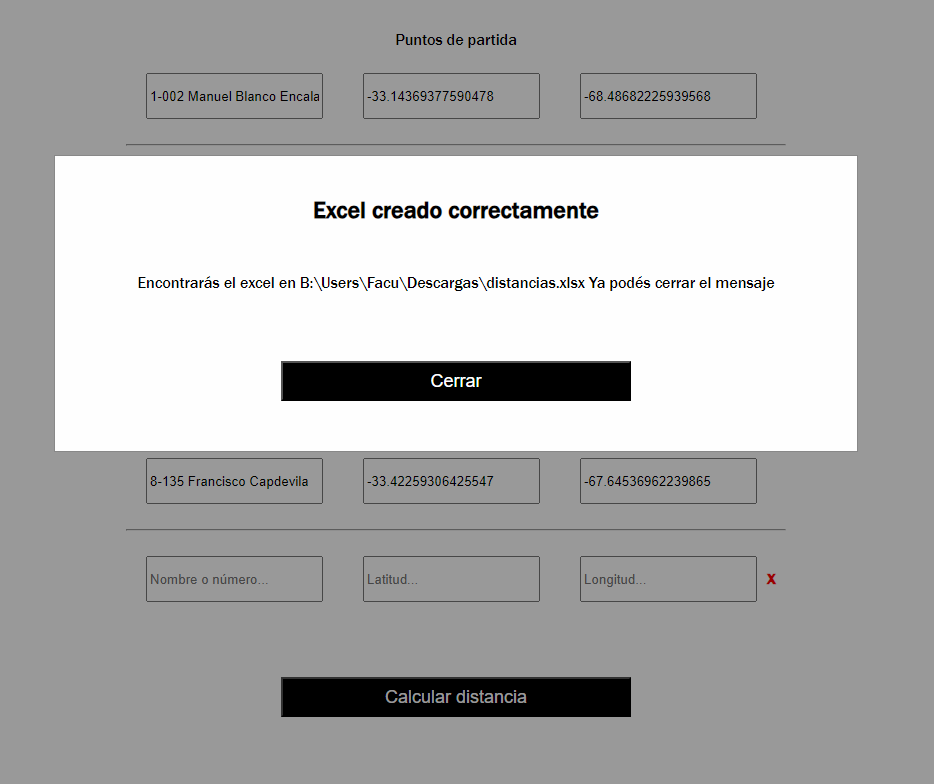 Puntos de partida
1-002 Manuel Blanco Encala -33.14369377590478 -68.48682225939568
Excel creado correctamente
Encontrarás el excel en B:\Users\Facu\Descargas\distancias.xlsx Ya podés cerrar el mensaje
Cerrar
8-135 Francisco Capdevila -33.42259306425547 -67.64536962239865
Nombre o número... Latitud... Longitud... X
Calcular distancia